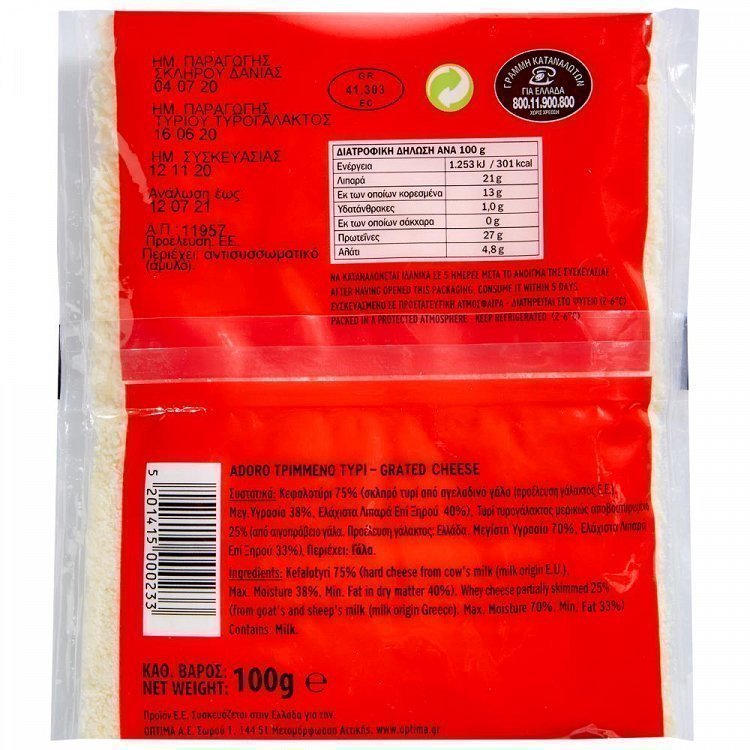 ΗΜ. ΠΑΡΑΓΩΓΗΣ
ΣΚΛΗΡΟΥ ΔΑΝΙΑΣ
04 07 20
ΗΜ. ΠΑΡΑΓΩΓΗΣ
ΤΥΡΙΟΥ ΤΥΡΟΓΑΛΑΚΤΟΣ
16 06 20
ΗΜ ΣΥΣΚΕΥΑΣΙΑΣ
12 11 20
Ανάλωση έως
12 07 21
Α.Π. : 11957
Προέλευση: Ε.Ε.
Περιέχει αντισυσσωματικό
(άμυλο).
GR
41.303
EC
ΓΡΑΜΜΗ ΚΑΤΑΝΑΛΩΤΩΝ
ΓΙΑ ΕΛΛΑΔΑ
800.11.900.800
ΧΩΡΙΣ ΧΡΕΩΣΗ
ΔΙΑΤΡΟΦΙΚΗ ΔΗΛΩΣΗ ΑΝΑ 100 g
Ενέργεια 1.253 kJ / 301 kcal
Λιπαρά 21 g
Εκ των οποίων κορεσμένα 13 g
Υδατάνθρακες 1,0 g
Εκ των οποίων σάκχαρα 0 g
Πρωτεΐνες 27 g
Αλάτι 4,8 g
ΝΑ ΚΑΤΑΝΑΛΩΝΕΤΑΙ ΙΔΑΝΙΚΑ ΣΕ 5 ΗΜΕΡΕΣ ΜΕΤΑ ΤΟ ΑΝΟΙΓΜΑ ΤΗΣ ΣΥΣΚΕΥΑΣΙΑΣ
AFTER HAVING OPENED THIS PACKAGING, CONSUME IT WITHIN 5 DAYS
ΣΥΣΚΕΥΑΣΜΕΝΟ ΣΕ ΠΡΟΣΤΑΤΕΥΤΙΚΗ ΑΤΜΟΣΦΑΙΡΑ - ΔΙΑΤΗΡΕΙΤΑΙ ΣΤΟ ΨΥΓΕΙΟ (2-6°C)
PACKED IN A PROTECTED ATMOSPHERE - KEEP REFRIGERATED (2-6°C)
ADORO ΤΡΙΜΜΕΝΟ ΤΥΡΙ – GRATED CHEESE
Συστατικά: Κεφαλοτύρι 75% (σκληρό τυρί από αγελαδινό γάλα (προέλευση γάλακτος Ε.Ε.),
Μεγ. Υγρασία 38%, Ελάχιστα Λιπαρά Επί Ξηρού 40%), Τυρί τυρογάλακτος μερικώς αποβουτυρωμένο
25% (από αιγοπρόβειο γάλα. Προέλευση γάλακτος: Ελλάδα. Μεγίστη Υγρασία 70%, Ελάχιστα Λιπαρά
Επί Ξηρού 33%). Περιέχει: Γάλα.
Ingredients: Kefalotyri 75% (hard cheese from cow's milk (milk origin E.U.),
Max. Moisture 38%, Min. Fat in dry matter 40%). Whey cheese partially skimmed 25%
(from goat's and sheep's milk (milk origin Greece). Max. Moisture 70%. Min. Fat 33%)
Contains: Milk.
5 201415 000233
ΚΑΘ. ΒΑΡΟΣ:
NET WEIGHT: 100g e
Προϊόν Ε.Ε. Συσκευάζεται στην Ελλάδα για την
ΟΠΤΙΜΑ Α.Ε. Σωρού 1, 144 51 Μεταμόρφωσση Αττικής. www.optima.gr